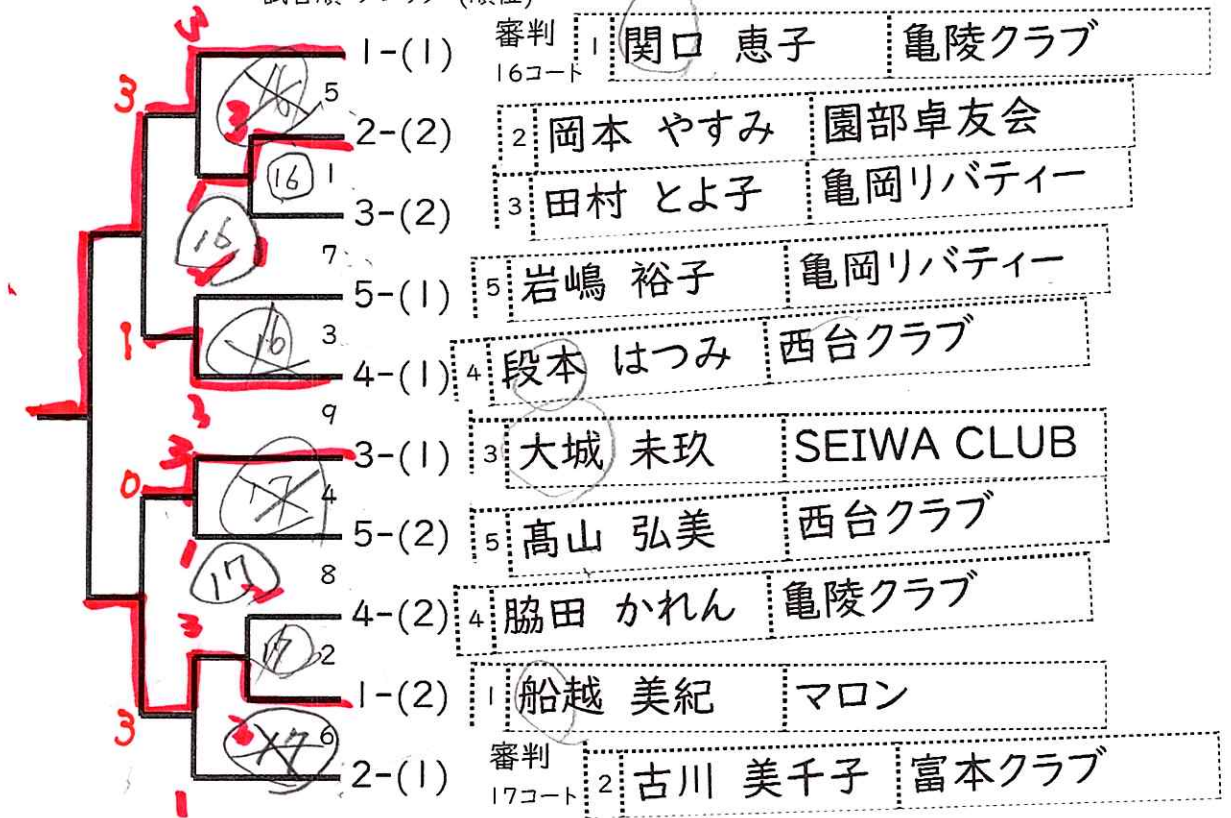 1-(1) 審判 16コート 1 関口 恵子 亀陵クラブ
3 16 5
2-(2) 2 岡本 やすみ 園部卓友会
16 1
3-(2) 3 田村 とよ子 亀岡リバティー
16 7
5-(1) 5 岩嶋 裕子 亀岡リバティー
1 16 3
4-(1) 4 段本 はつみ 西台クラブ
9
3-(1) 3 大城 未玖 SEIWA CLUB
0 17 4
5-(2) 5 髙山 弘美 西台クラブ
17 8
4-(2) 4 脇田 かれん 亀陵クラブ
3 17 2
1-(2) 1 船越 美紀 マロン
3 17 6
2-(1) 審判 17コート 2 古川 美千子 富本クラブ
1